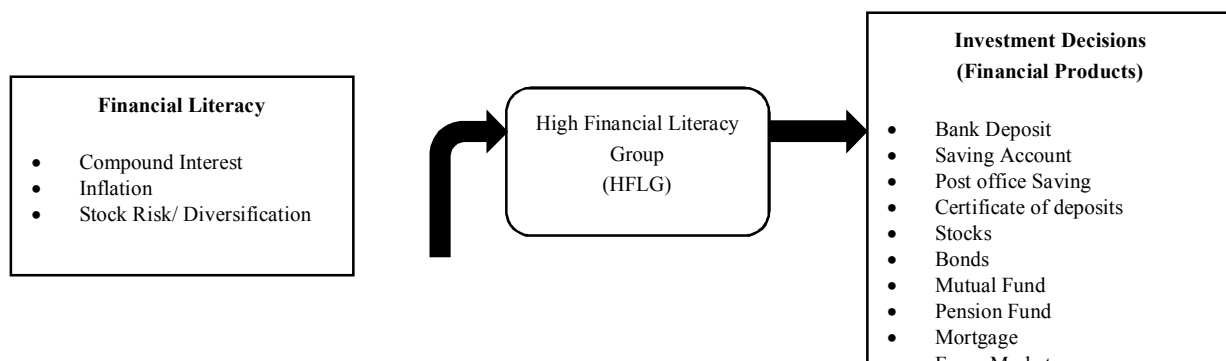 Financial Literacy
• Compound Interest
• Inflation
• Stock Risk/ Diversification
High Financial Literacy
Group
(HFLG)
Investment Decisions
(Financial Products)
• Bank Deposit
• Saving Account
• Post office Saving
• Certificate of deposits
• Stocks
• Bonds
• Mutual Fund
• Pension Fund
• Mortgage